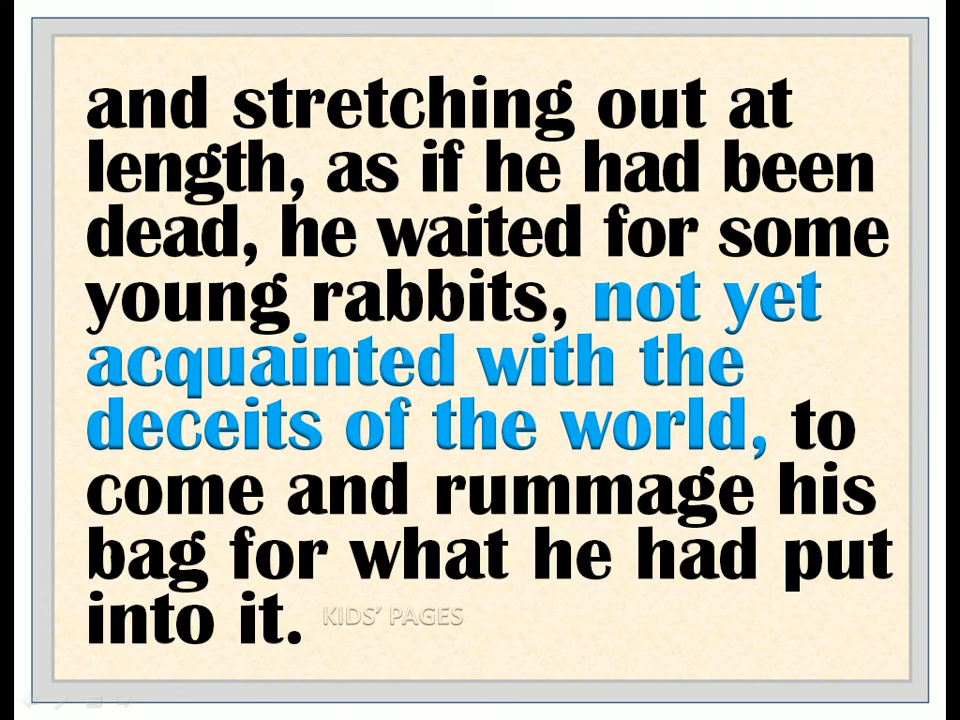 and stretching out at
length, as if he had been
dead, he waited for some
young rabbits, not yet
acquainted with the
deceits of the world, to
come and rummage his
bag for what he had put
into it.
KIDS' PAGES